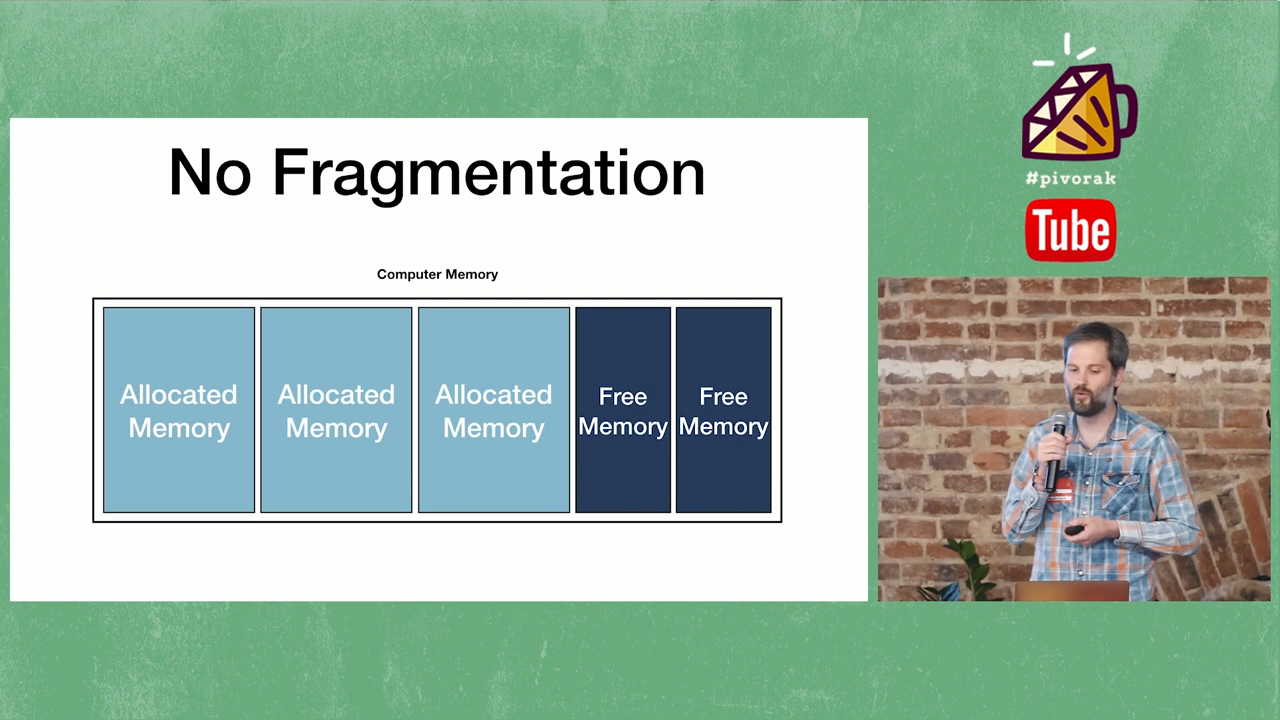 No Fragmentation
Computer Memory
Allocated
Memory
Allocated
Memory
Allocated
Memory
Free
Memory
Free
Memory
#pivorak
Tube